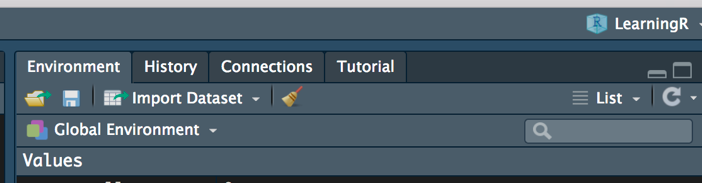 LearningR
Environment History Connections Tutorial
Import Dataset List
Global Environment
Values